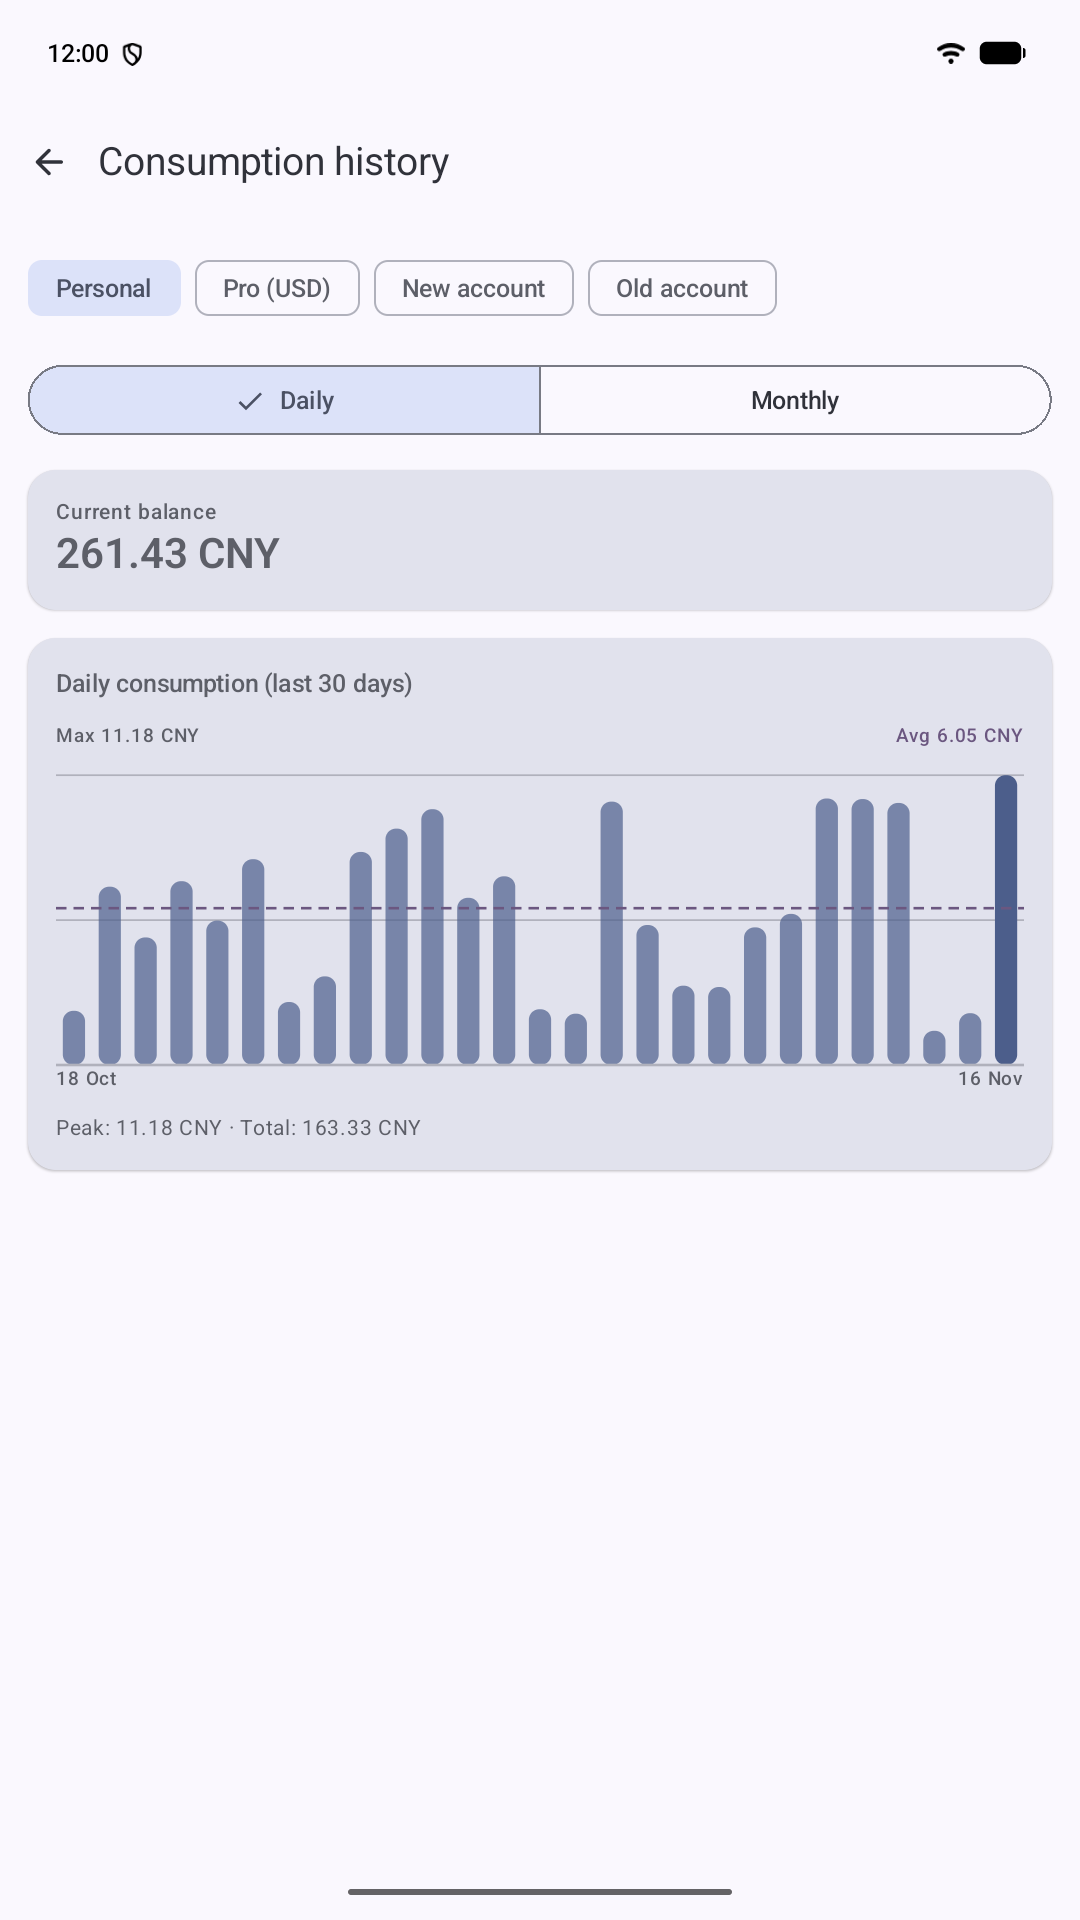 12:00
Consumption history
Personal
Pro (USD)
New account
Old account
Daily
Monthly
Current balance
261.43 CNY
Daily consumption (last 30 days)
Max 11.18 CNY
Avg 6.05 CNY
18 Oct
16 Nov
Peak: 11.18 CNY · Total: 163.33 CNY